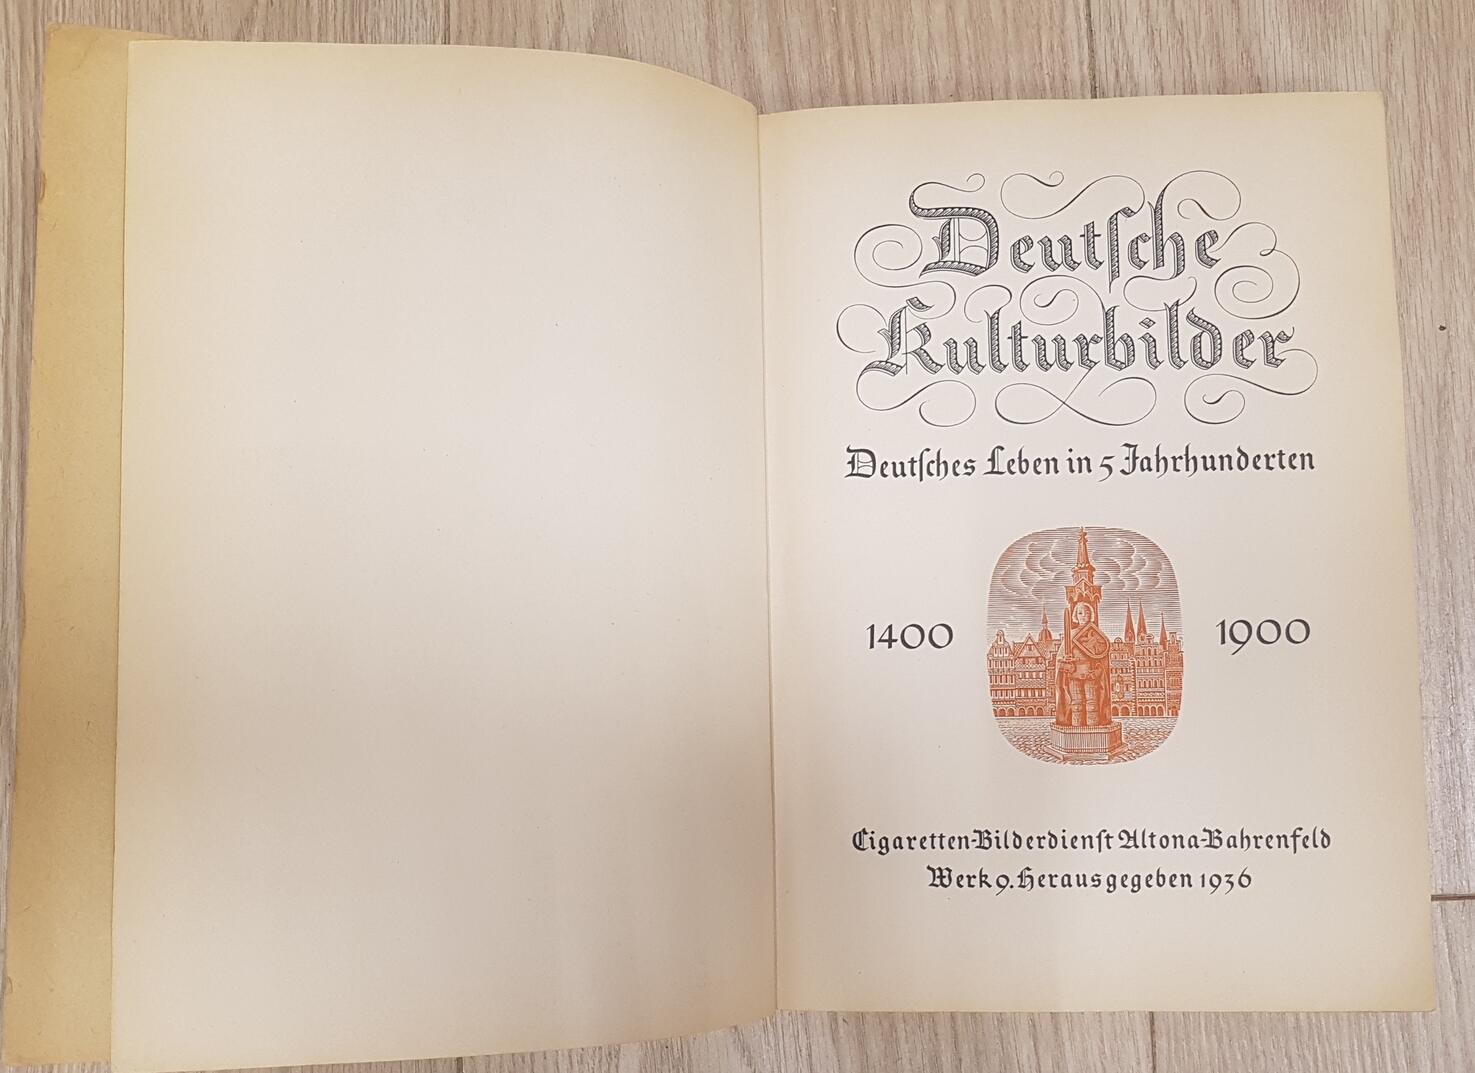 Deutſche
Kulturbilder
Deutſches Leben in 5 Jahrhunderten
1400 1900
Cigaretten-Bilderdienſt Altona-Bahrenfeld
Werk 9. Herausgegeben 1936